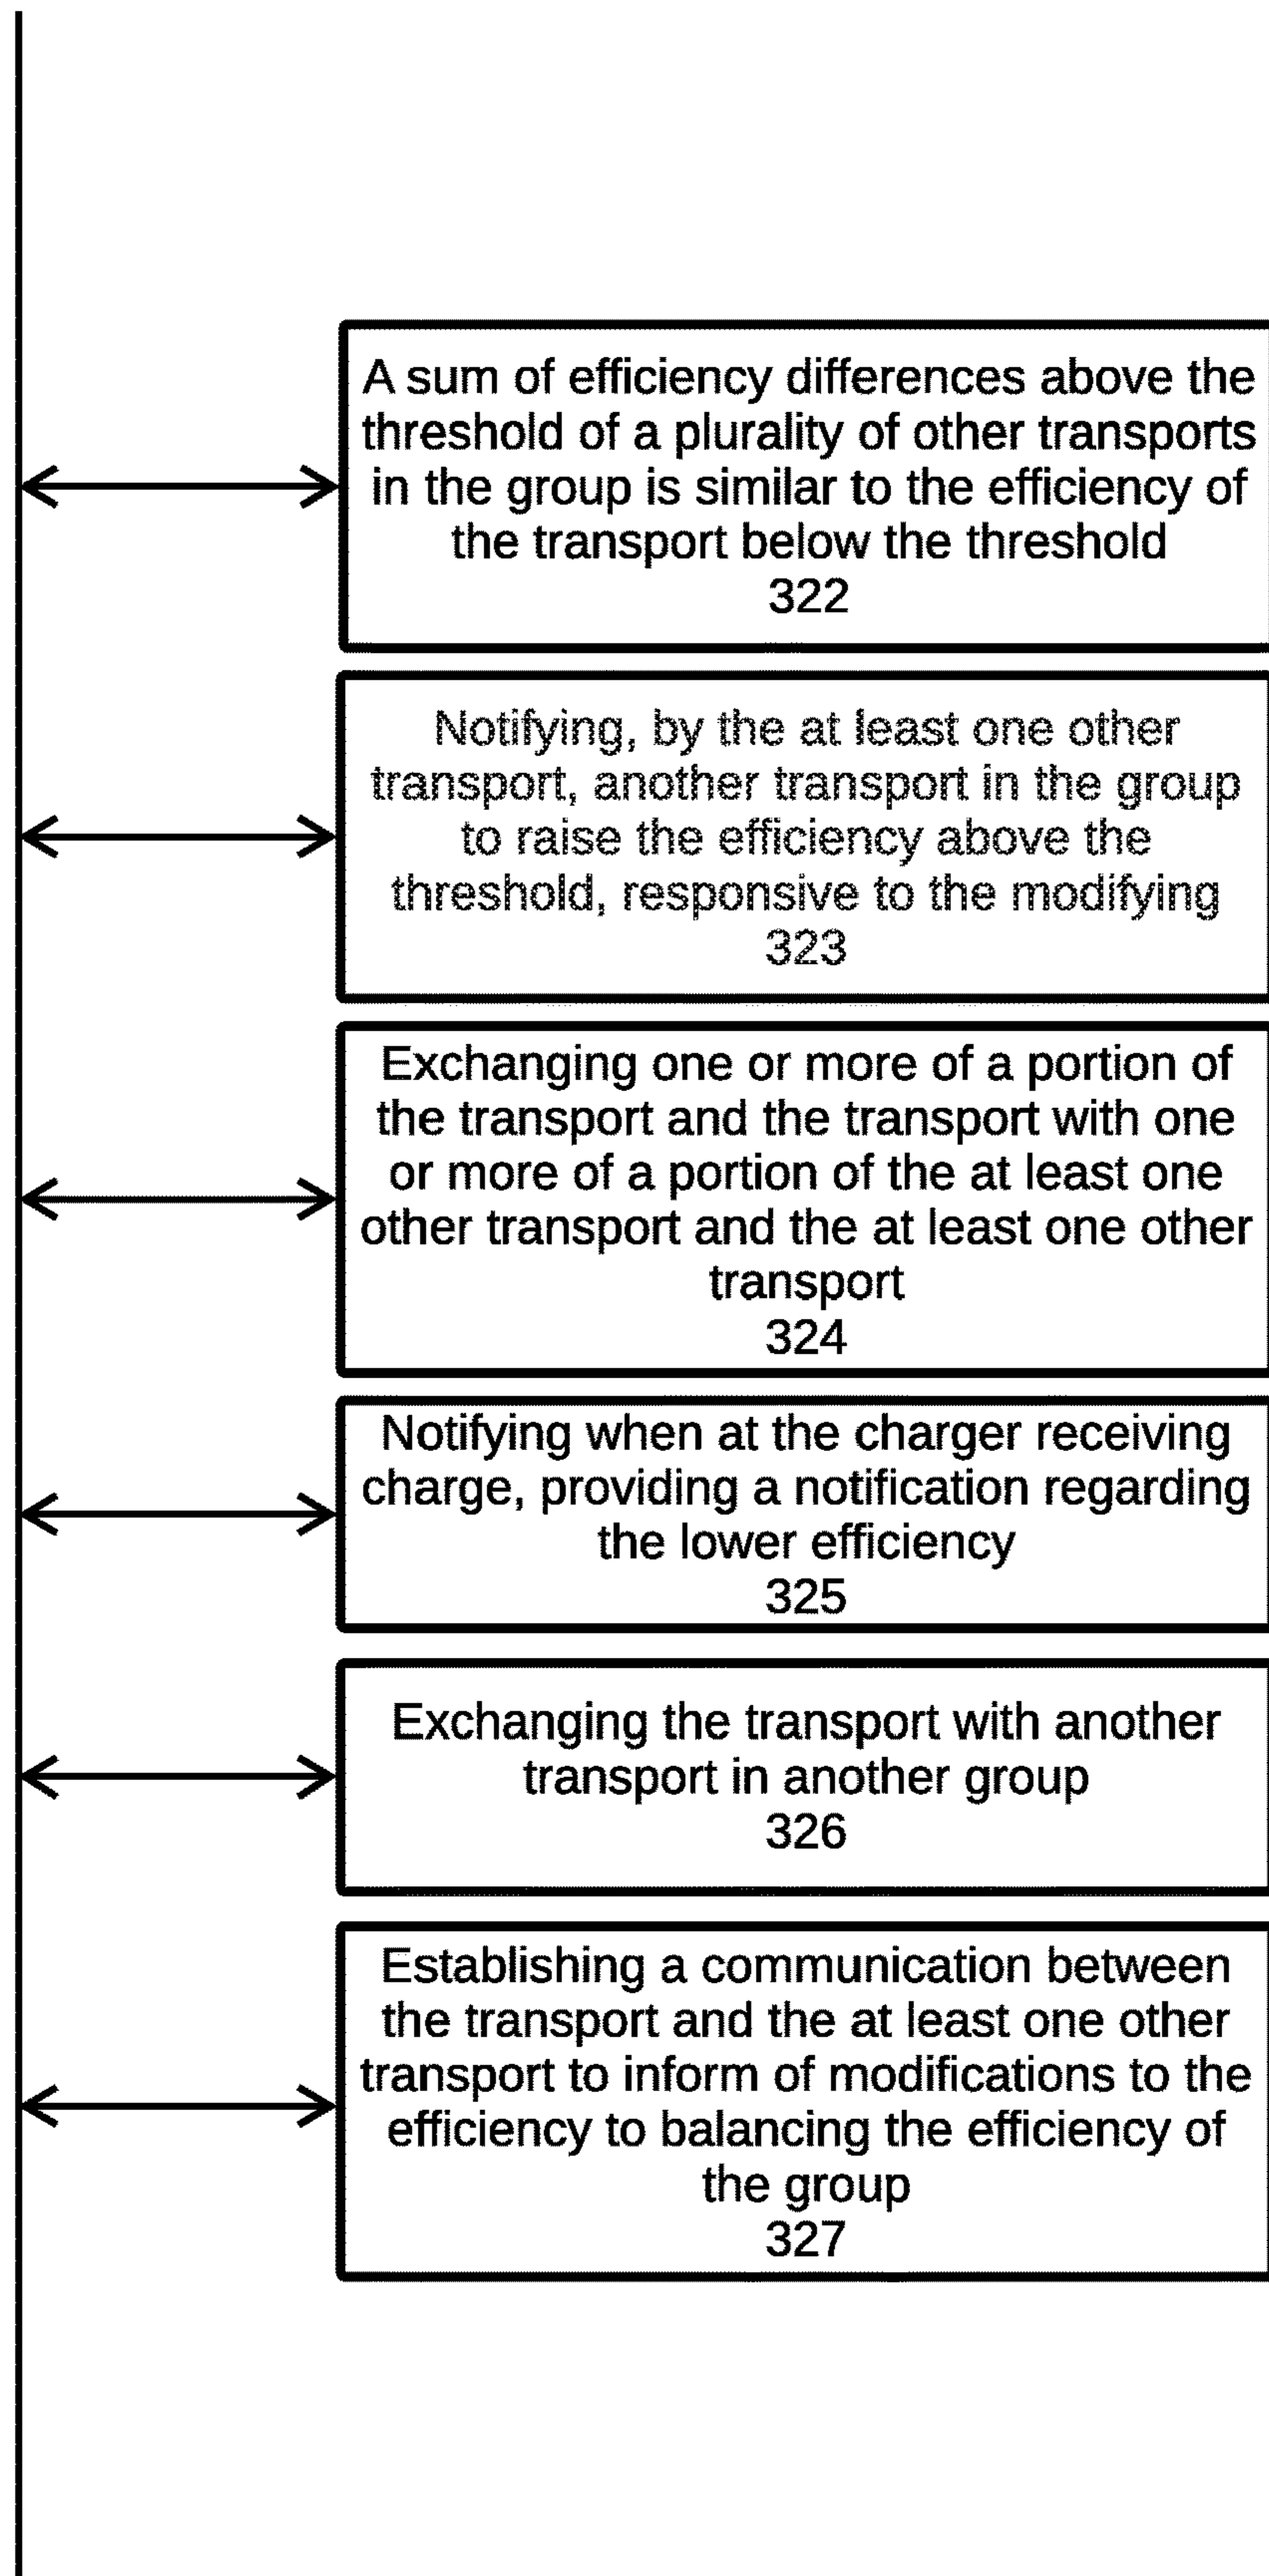 A sum of efficiency differences above the
threshold of a plurality of other transports
in the group is similar to the efficiency of
the transport below the threshold
322
Notifying, by the at least one other
transport, another transport in the group
to raise the efficiency above the
threshold, responsive to the modifying
323
Exchanging one or more of a portion of
the transport and the transport with one
or more of a portion of the at least one
other transport and the at least one other
transport
324
Notifying when at the charger receiving
charge, providing a notification regarding
the lower efficiency
325
Exchanging the transport with another
transport in another group
326
Establishing a communication between
the transport and the at least one other
transport to inform of modifications to the
efficiency to balancing the efficiency of
the group
327